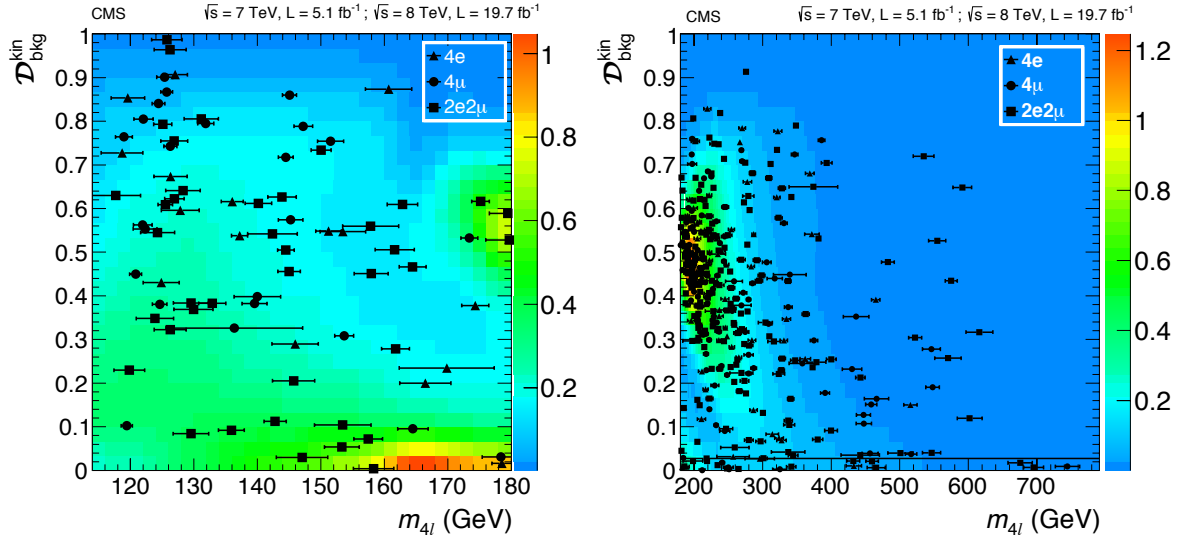 CMS √s = 7 TeV, L = 5.1 fb⁻¹ ; √s = 8 TeV, L = 19.7 fb⁻¹
𝒟 kin bkg
1
0.9
0.8
0.7
0.6
0.5
0.4
0.3
0.2
0.1
0
4e
4μ
2e2μ
1
0.8
0.6
0.4
0.2
120 130 140 150 160 170 180
m4l (GeV)
CMS √s = 7 TeV, L = 5.1 fb⁻¹ ; √s = 8 TeV, L = 19.7 fb⁻¹
𝒟 kin bkg
1
0.9
0.8
0.7
0.6
0.5
0.4
0.3
0.2
0.1
0
4e
4μ
2e2μ
1.2
1
0.8
0.6
0.4
0.2
200 300 400 500 600 700
m4l (GeV)